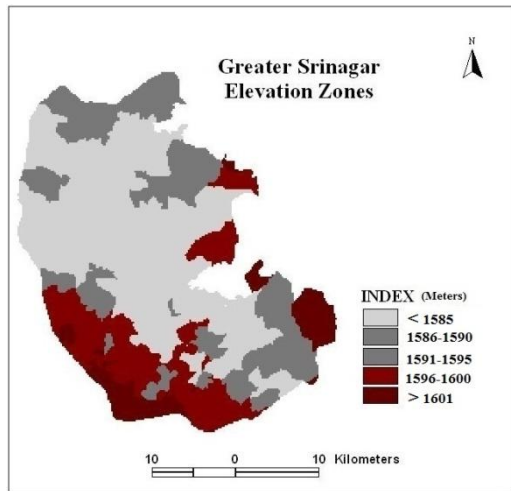 N
Greater Srinagar
Elevation Zones
INDEX (Meters)
< 1585
1586-1590
1591-1595
1596-1600
> 1601
10 0 10 Kilometers